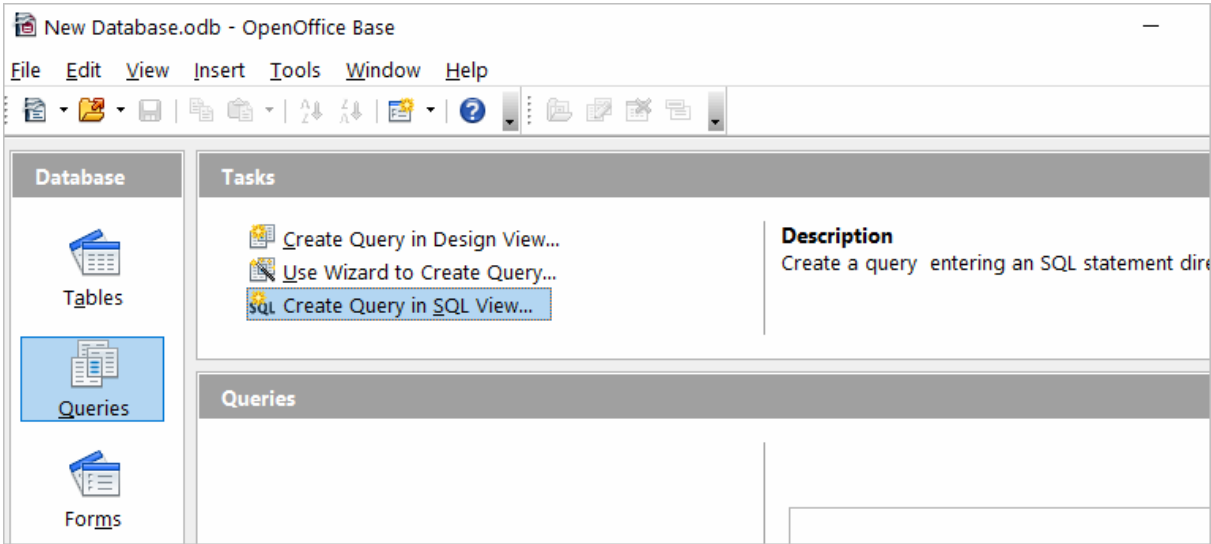 New Database.odb - OpenOffice Base
File Edit View Insert Tools Window Help
Database
Tasks
Create Query in Design View...
Use Wizard to Create Query...
SQL Create Query in SQL View...
Description
Create a query entering an SQL statement dire
Tables
Queries
Forms
Queries